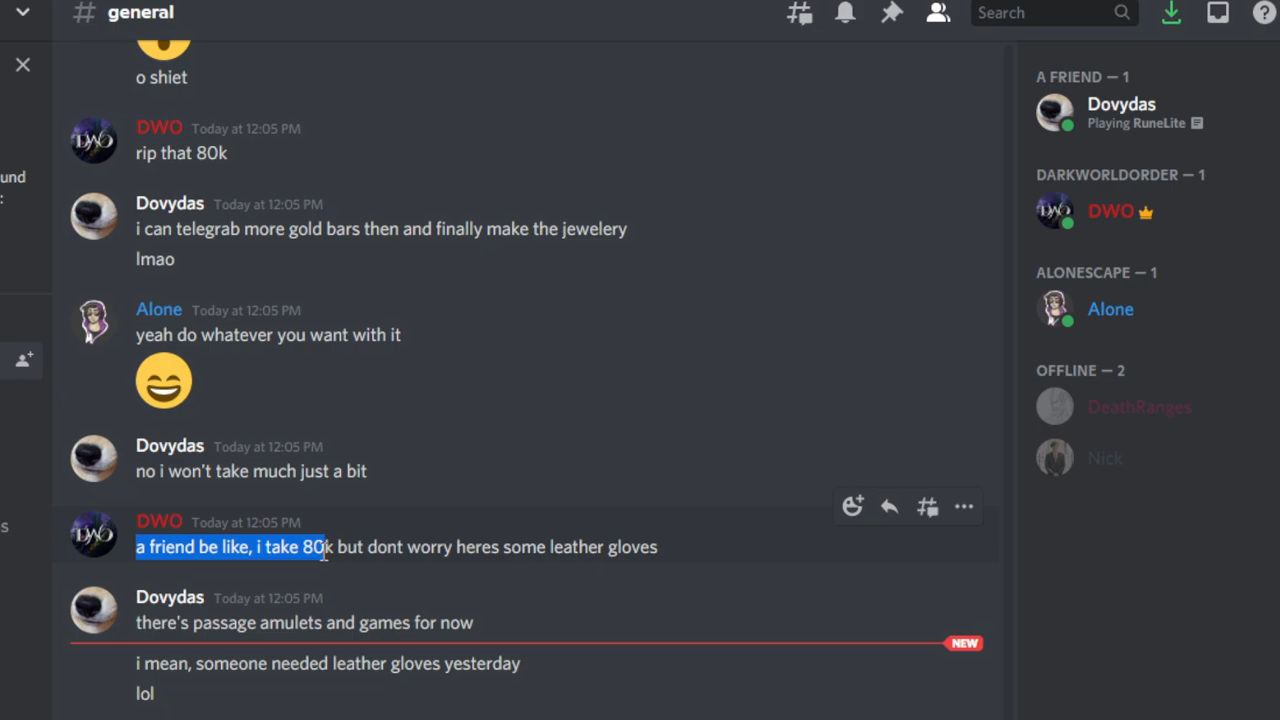 general
Search
o shiet
DWO Today at 12:05 PM
rip that 80k
Dovydas Today at 12:05 PM
i can telegrab more gold bars then and finally make the jewelery
lmao
Alone Today at 12:05 PM
yeah do whatever you want with it
Dovydas Today at 12:05 PM
no i won't take much just a bit
DWO Today at 12:05 PM
a friend be like, i take 80k but dont worry heres some leather gloves
Dovydas Today at 12:05 PM
there's passage amulets and games for now
NEW
i mean, someone needed leather gloves yesterday
lol
A FRIEND — 1
Dovydas
Playing RuneLite
DARKWORLDORDER — 1
DWO
ALONESCAPE — 1
Alone
OFFLINE — 2
DeathRanges
Nick
und
:
s
DWO
DWO
DWO